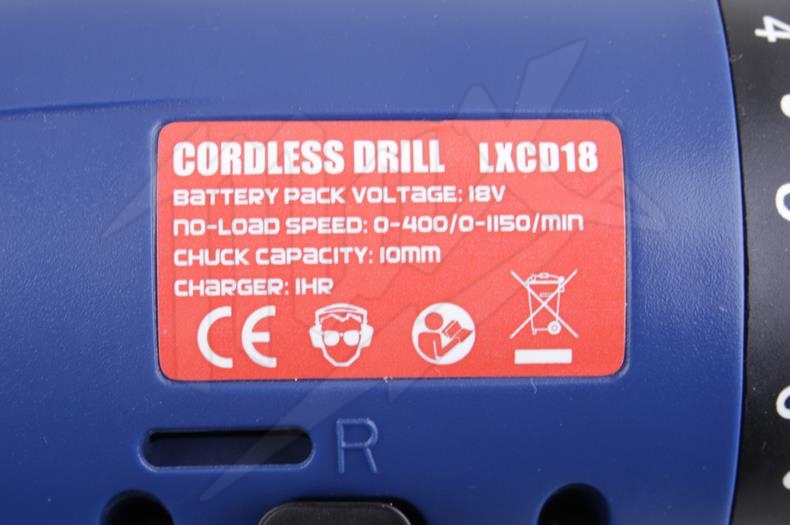 CORDLESS DRILL LXCD18
BATTERY PACK VOLTAGE: 18V
NO-LOAD SPEED: 0-400/0-1150/MIN
CHUCK CAPACITY: 10MM
CHARGER: 1HR
CE
R
4